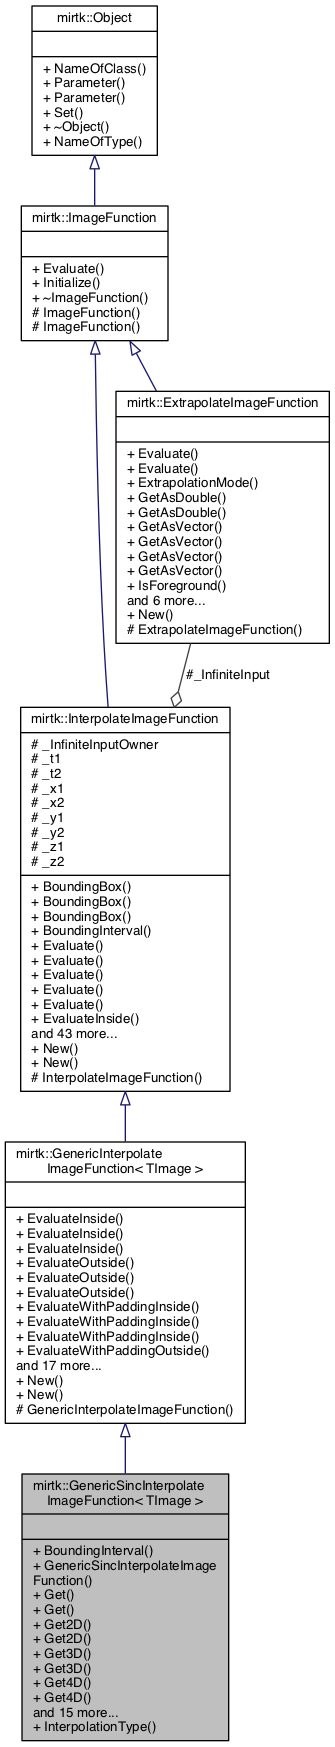 mirtk::Object
+ NameOfClass()
+ Parameter()
+ Parameter()
+ Set()
+ ~Object()
+ NameOfType()
mirtk::ImageFunction
+ Evaluate()
+ Initialize()
+ ~ImageFunction()
# ImageFunction()
# ImageFunction()
mirtk::ExtrapolateImageFunction
+ Evaluate()
+ Evaluate()
+ ExtrapolationMode()
+ GetAsDouble()
+ GetAsDouble()
+ GetAsVector()
+ GetAsVector()
+ GetAsVector()
+ GetAsVector()
+ IsForeground()
and 6 more...
+ New()
# ExtrapolateImageFunction()
#_InfiniteInput
mirtk::InterpolateImageFunction
# _InfiniteInputOwner
# _t1
# _t2
# _x1
# _x2
# _y1
# _y2
# _z1
# _z2
+ BoundingBox()
+ BoundingBox()
+ BoundingBox()
+ BoundingInterval()
+ Evaluate()
+ Evaluate()
+ Evaluate()
+ Evaluate()
+ Evaluate()
+ EvaluateInside()
and 43 more...
+ New()
+ New()
# InterpolateImageFunction()
mirtk::GenericInterpolate
ImageFunction< TImage >
+ EvaluateInside()
+ EvaluateInside()
+ EvaluateInside()
+ EvaluateOutside()
+ EvaluateOutside()
+ EvaluateOutside()
+ EvaluateWithPaddingInside()
+ EvaluateWithPaddingInside()
+ EvaluateWithPaddingInside()
+ EvaluateWithPaddingOutside()
and 17 more...
+ New()
+ New()
# GenericInterpolateImageFunction()
mirtk::GenericSincInterpolate
ImageFunction< TImage >
+ BoundingInterval()
+ GenericSincInterpolateImage
Function()
+ Get()
+ Get()
+ Get2D()
+ Get2D()
+ Get3D()
+ Get3D()
+ Get4D()
+ Get4D()
and 15 more...
+ InterpolationType()